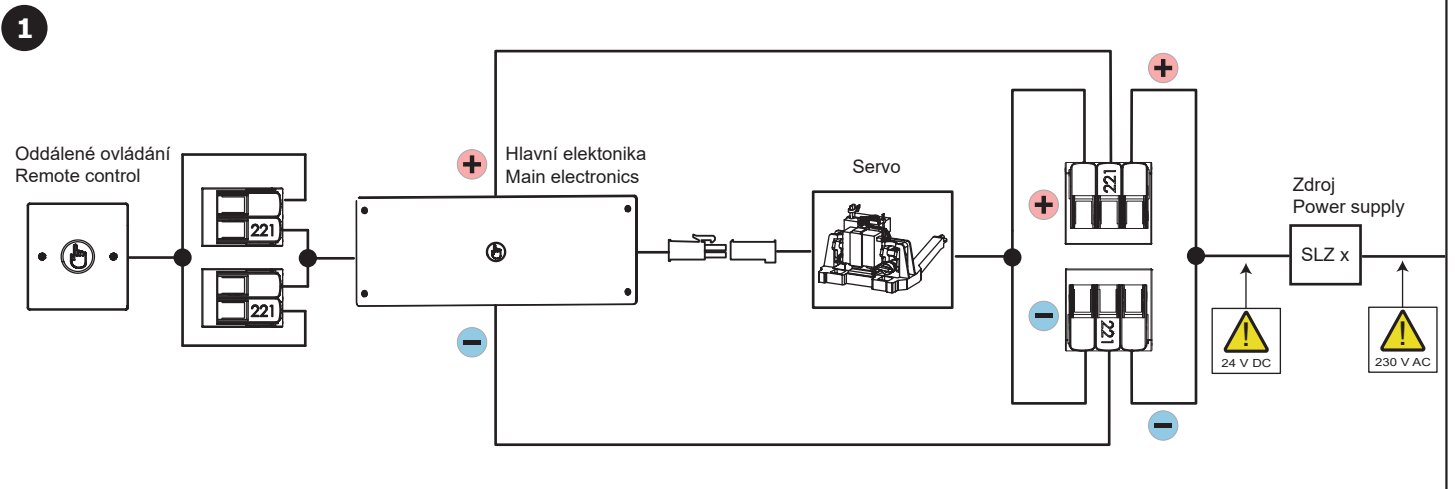 1
Oddálené ovládání
Remote control
221
221
+
Hlavní elektonika
Main electronics
−
Servo
+
−
221
221
+
−
Zdroj
Power supply
SLZ x
!
24 V DC
!
230 V AC